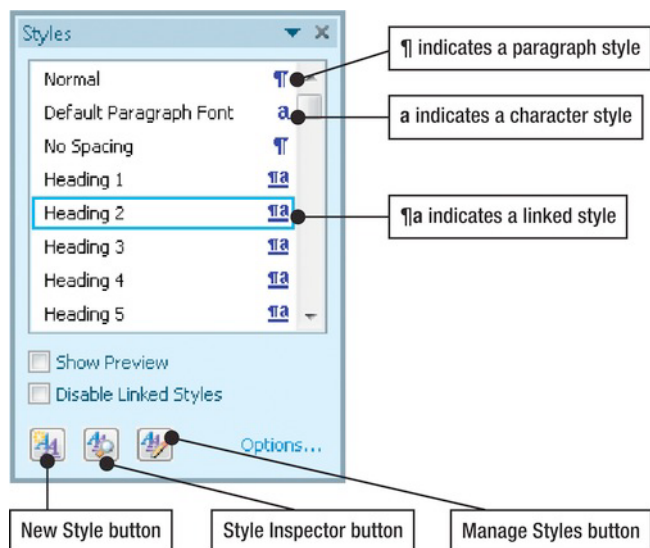 Styles
¶ indicates a paragraph style
Normal ¶
a indicates a character style
Default Paragraph Font a
No Spacing ¶
Heading 1 ¶a
Heading 2 ¶a
¶a indicates a linked style
Heading 3 ¶a
Heading 4 ¶a
Heading 5 ¶a
Show Preview
Disable Linked Styles
Options...
New Style button
Style Inspector button
Manage Styles button